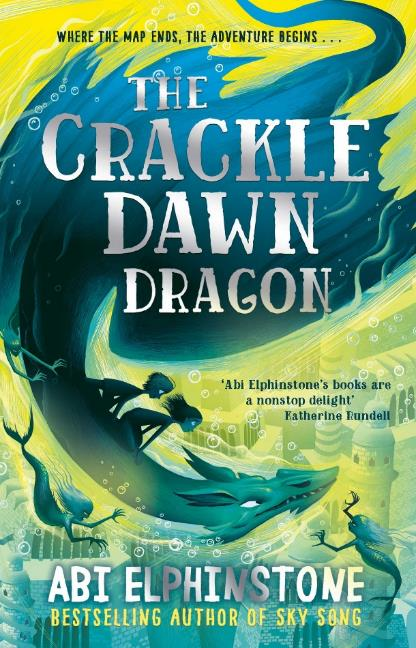 WHERE THE MAP ENDS, THE ADVENTURE BEGINS . . .
THE
CRACKLE
DAWN
DRAGON
‘Abi Elphinstone’s books are
a nonstop delight’
Katherine Rundell
ABI ELPHINSTONE
BESTSELLING AUTHOR OF SKY SONG